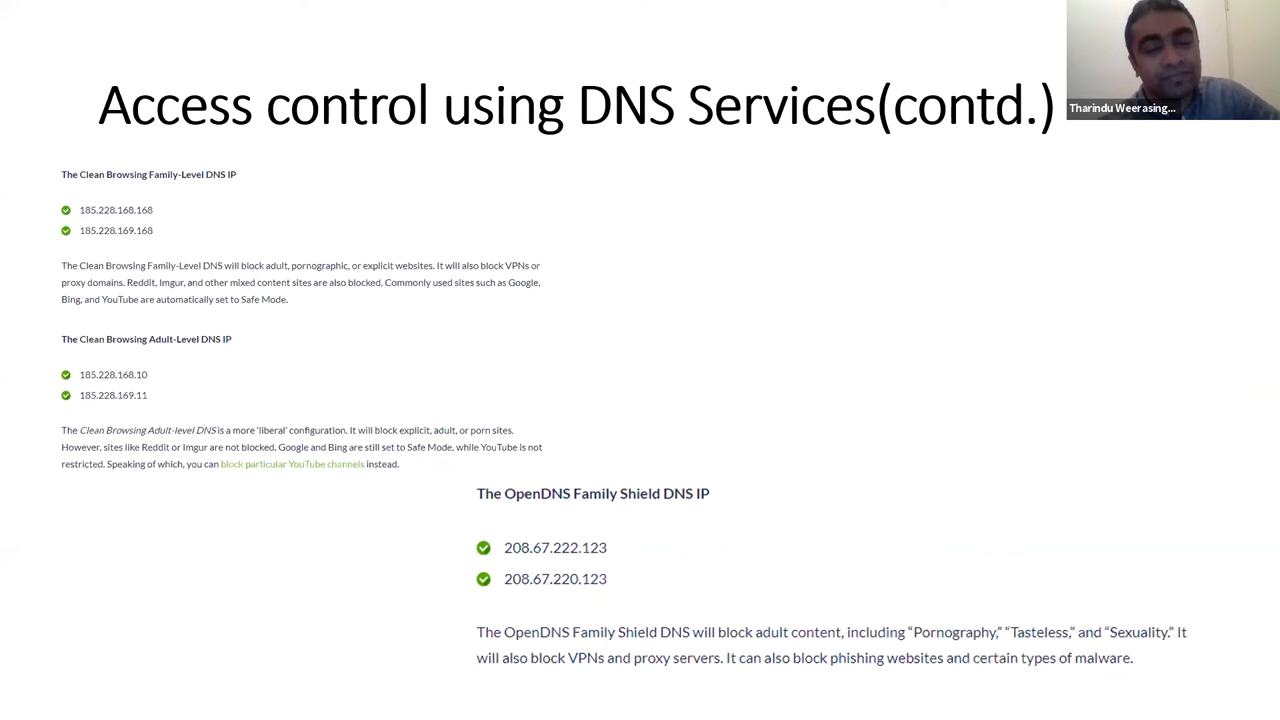 Access control using DNS Services(contd.)
Tharindu Weerasing...
The Clean Browsing Family-Level DNS IP
185.228.168.168
185.228.169.168
The Clean Browsing Family-Level DNS will block adult, pornographic, or explicit websites. It will also block VPNs or
proxy domains. Reddit, Imgur, and other mixed content sites are also blocked. Commonly used sites such as Google,
Bing, and YouTube are automatically set to Safe Mode.
The Clean Browsing Adult-Level DNS IP
185.228.168.10
185.228.169.11
The Clean Browsing Adult-level DNS is a more ‘liberal’ configuration. It will block explicit, adult, or porn sites.
However, sites like Reddit or Imgur are not blocked. Google and Bing are still set to Safe Mode, while YouTube is not
restricted. Speaking of which, you can block particular YouTube channels instead.
The OpenDNS Family Shield DNS IP
208.67.222.123
208.67.220.123
The OpenDNS Family Shield DNS will block adult content, including “Pornography,” “Tasteless,” and “Sexuality.” It
will also block VPNs and proxy servers. It can also block phishing websites and certain types of malware.